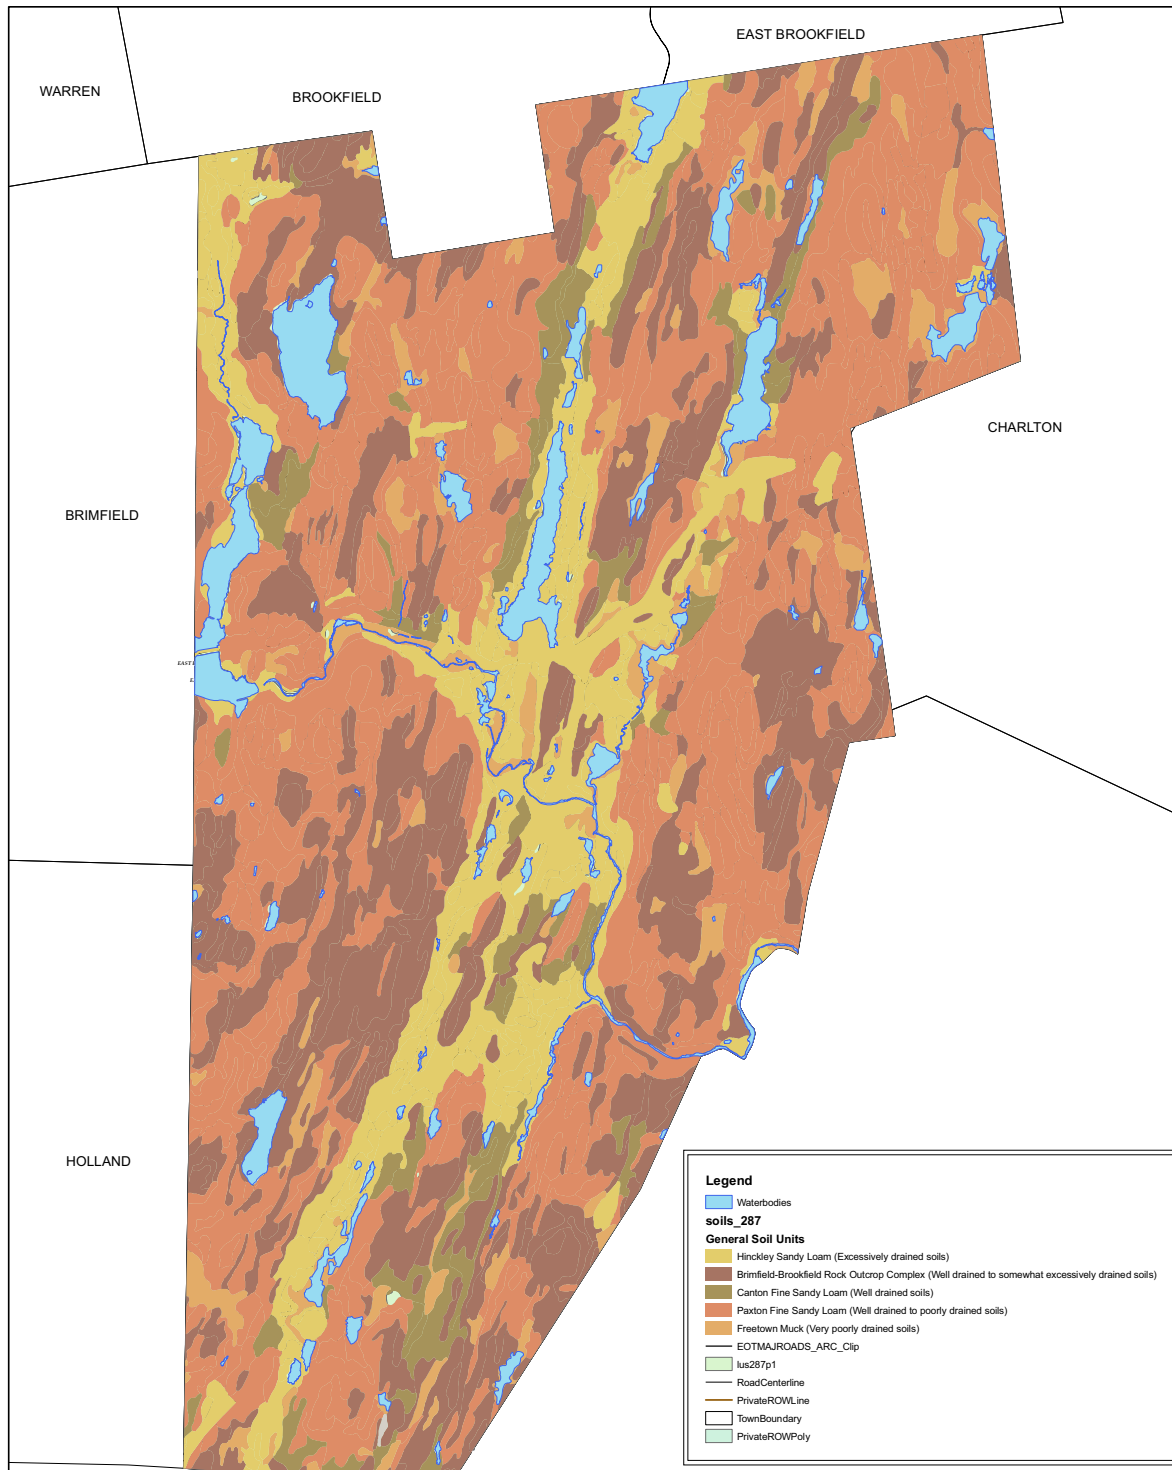 EAST BROOKFIELD
WARREN
BROOKFIELD
CHARLTON
BRIMFIELD
EAST
HOLLAND
Legend
Waterbodies
soils_287
General Soil Units
Hinckley Sandy Loam (Excessively drained soils)
Brimfield-Brookfield Rock Outcrop Complex (Well drained to somewhat excessively drained soils)
Canton Fine Sandy Loam (Well drained soils)
Paxton Fine Sandy Loam (Well drained to poorly drained soils)
Freetown Muck (Very poorly drained soils)
EOTMAJROADS_ARC_Clip
lus287p1
RoadCenterline
PrivateROWLine
TownBoundary
PrivateROWPoly